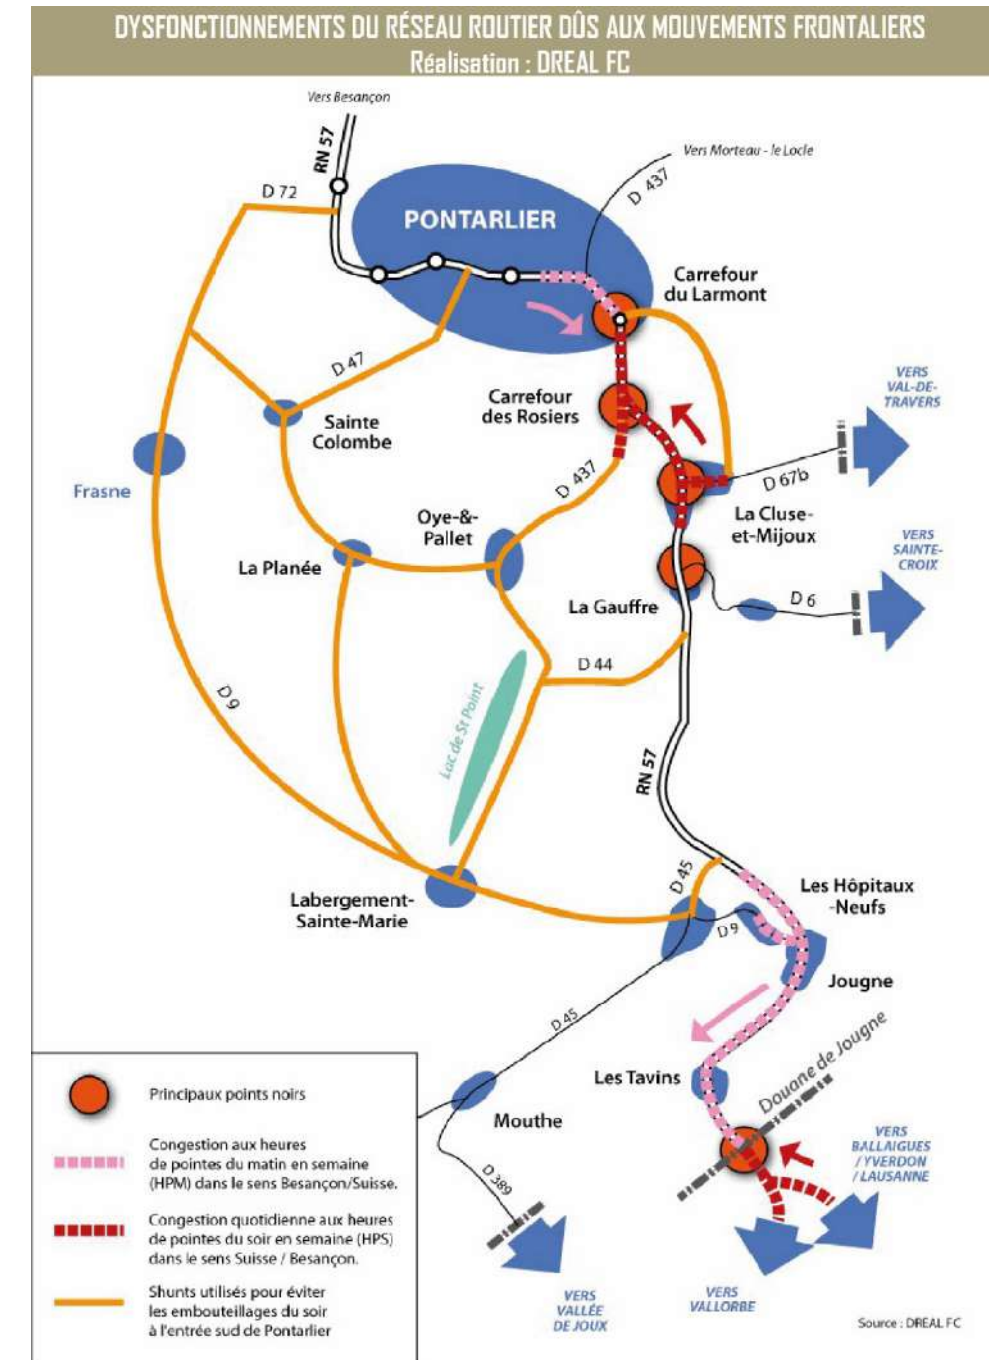 DYSFONCTIONNEMENTS DU RÉSEAU ROUTIER DÛS AUX MOUVEMENTS FRONTALIERS
Réalisation : DREAL FC
Vers Besançon
RN 57
Vers Morteau - le Locle
D 437
D 72
PONTARLIER
Carrefour
du Larmont
D 47
VERS
VAL-DE-
TRAVERS
Carrefour
des Rosiers
Sainte
Colombe
Frasne
D 437
D 67b
La Cluse-
et-Mijoux
Oye-&-
Pallet
VERS
SAINTE-
CROIX
La Planée
La Gauffre
D 6
D 44
D 9
Lac de St Point
RN 57
D 45
Les Hôpitaux
-Neufs
Labergement-
Sainte-Marie
D 9
Jougne
D 45
Les Tavins
Douane de Jougne
Mouthe
VERS
BALLAIGUES
/ YVERDON
/ LAUSANNE
D 389
VERS
VALLÉE
DE JOUX
VERS
VALLORBE
Principaux points noirs
Congestion aux heures
de pointes du matin en semaine
(HPM) dans le sens Besançon/Suisse.
Congestion quotidienne aux heures
de pointes du soir en semaine (HPS)
dans le sens Suisse / Besançon.
Shunts utilisés pour éviter
les embouteillages du soir
à l'entrée sud de Pontarlier
Source : DREAL FC